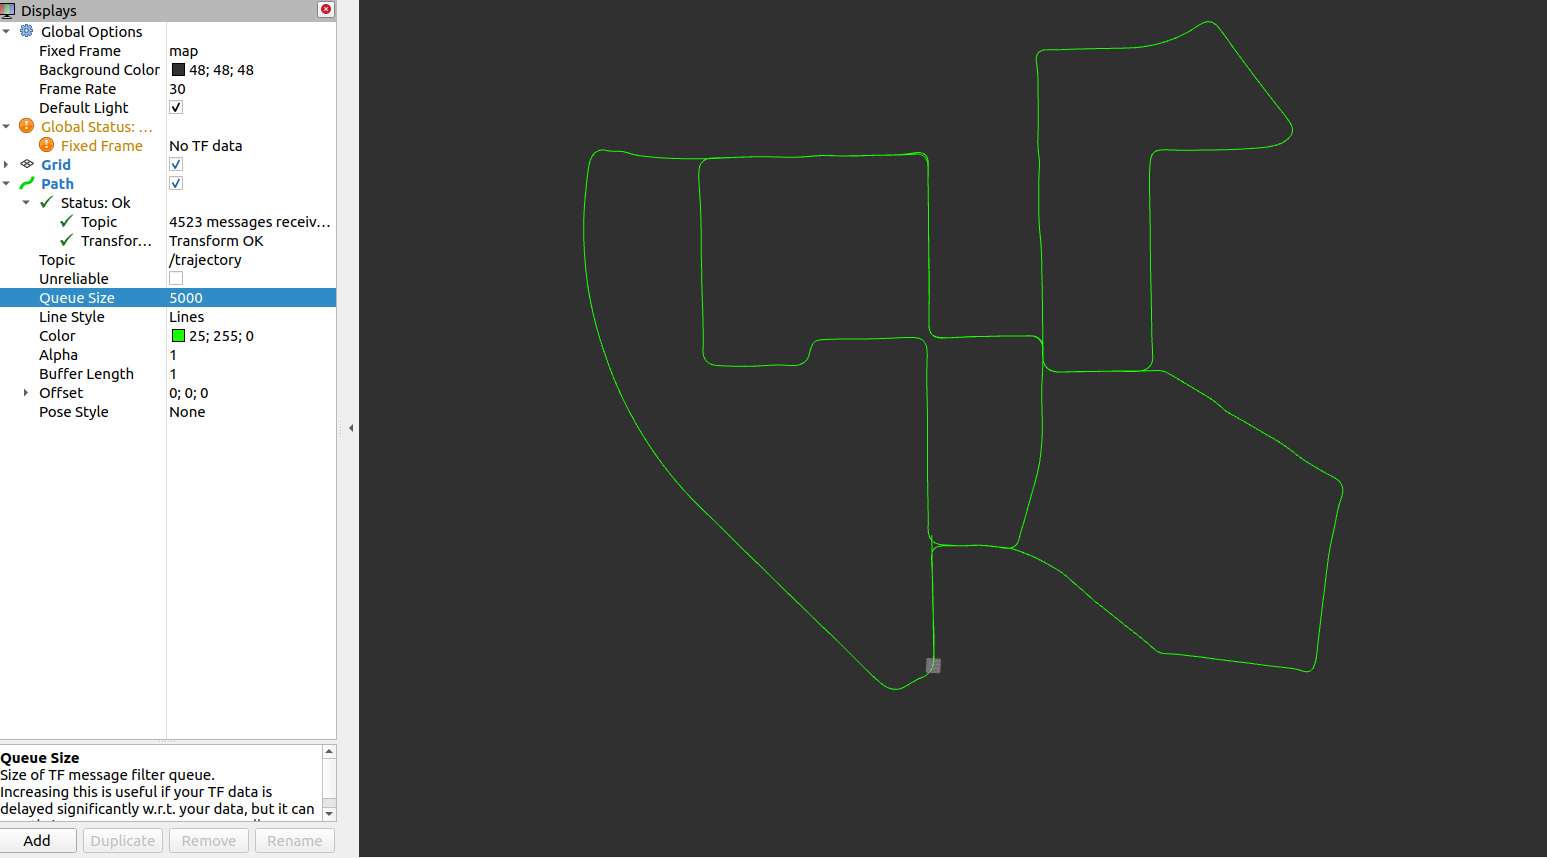 Displays
Global Options
Fixed Frame map
Background Color 48; 48; 48
Frame Rate 30
Default Light
Global Status: ...
Fixed Frame No TF data
Grid
Path
Status: Ok
Topic 4523 messages receiv...
Transfor... Transform OK
Topic /trajectory
Unreliable
Queue Size 5000
Line Style Lines
Color 25; 255; 0
Alpha 1
Buffer Length 1
Offset 0; 0; 0
Pose Style None
Queue Size
Size of TF message filter queue.
Increasing this is useful if your TF data is
delayed significantly w.r.t. your data, but it can
Add Duplicate Remove Rename